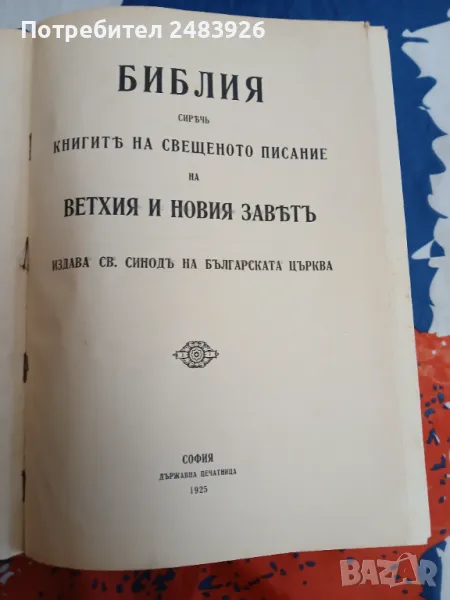 Потребител 2483926
БИБЛИЯ
СИРѢЧЬ
КНИГИТѢ НА СВЕЩЕНОТО ПИСАНИЕ
НА
ВЕТХИЯ И НОВИЯ ЗАВѢТЪ
ИЗДАВА СВ. СИНОДЪ НА БЪЛГАРСКАТА ЦЪРКВА
СОФИЯ
ДЪРЖАВНА ПЕЧАТНИЦА
1925
BAZAR